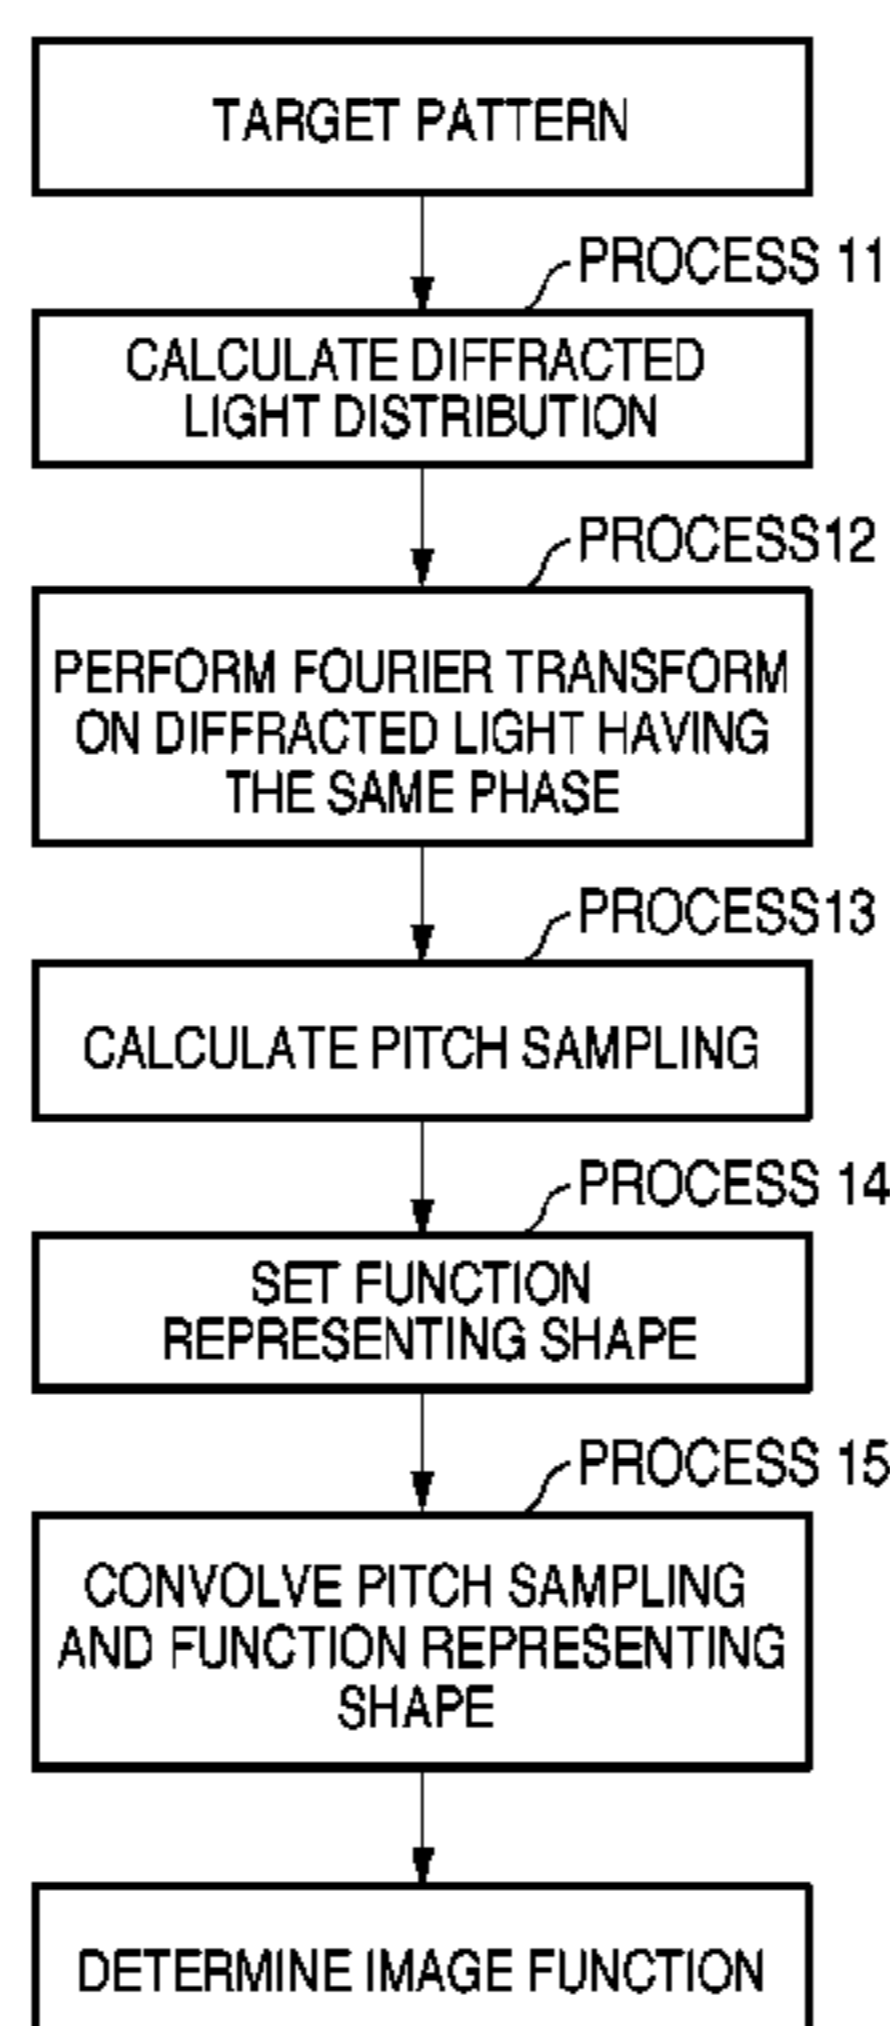 TARGET PATTERN
PROCESS 11
CALCULATE DIFFRACTED
LIGHT DISTRIBUTION
PROCESS12
PERFORM FOURIER TRANSFORM
ON DIFFRACTED LIGHT HAVING
THE SAME PHASE
PROCESS13
CALCULATE PITCH SAMPLING
PROCESS 14
SET FUNCTION
REPRESENTING SHAPE
PROCESS 15
CONVOLVE PITCH SAMPLING
AND FUNCTION REPRESENTING
SHAPE
DETERMINE IMAGE FUNCTION